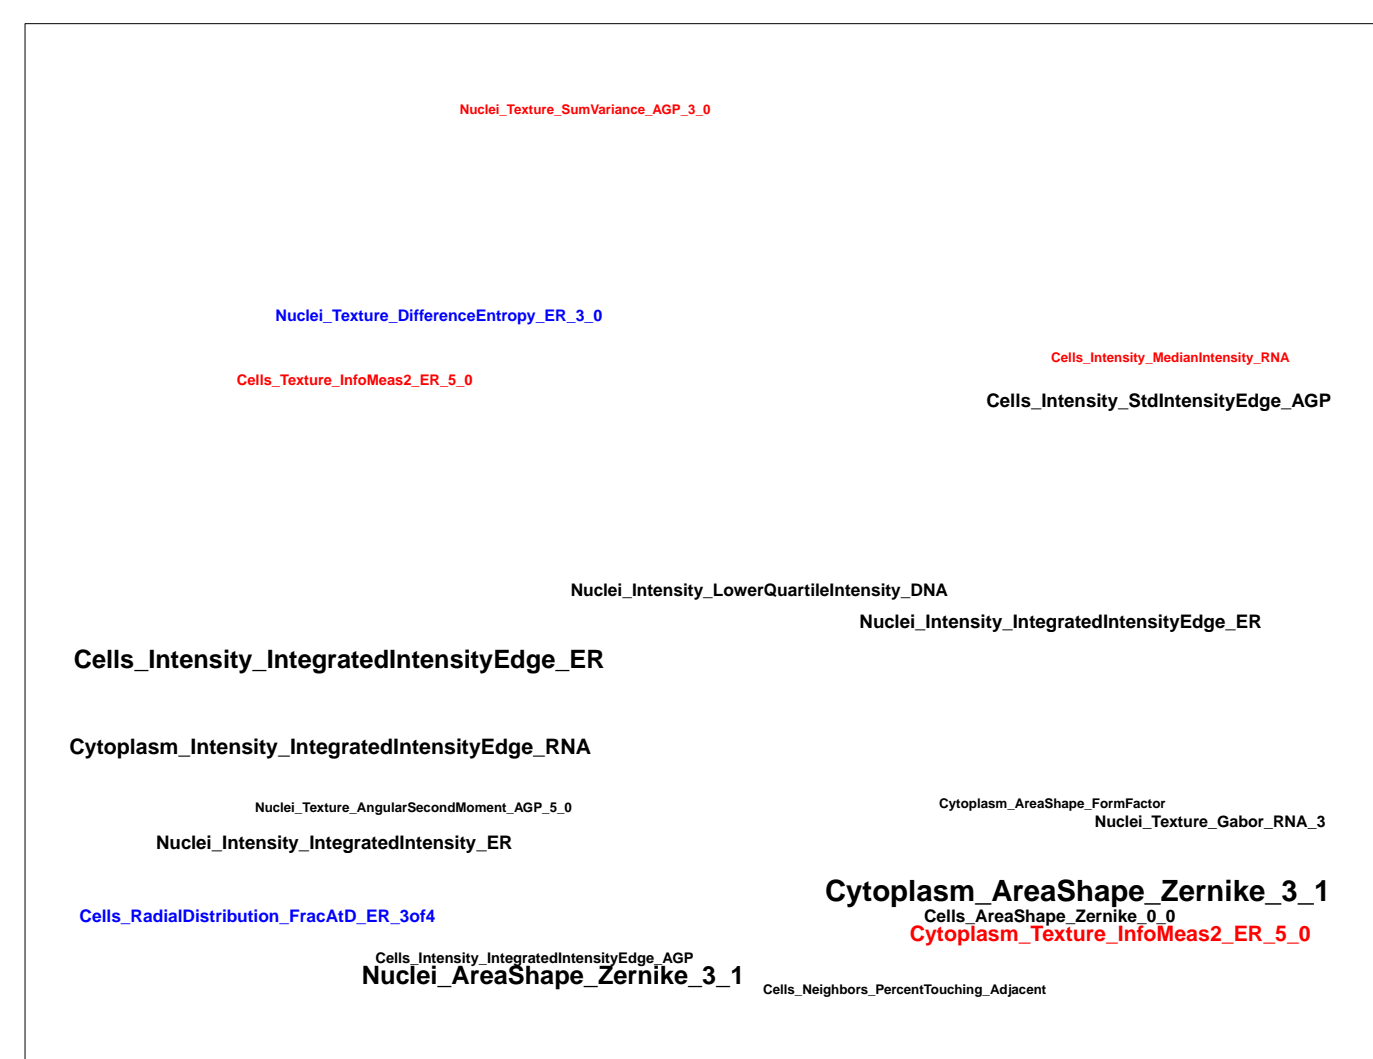 Nuclei_Texture_SumVariance_AGP_3_0
Nuclei_Texture_DifferenceEntropy_ER_3_0
Cells_Intensity_MedianIntensity_RNA
Cells_Texture_InfoMeas2_ER_5_0
Cells_Intensity_StdIntensityEdge_AGP
Nuclei_Intensity_LowerQuartileIntensity_DNA
Nuclei_Intensity_IntegratedIntensityEdge_ER
Cells_Intensity_IntegratedIntensityEdge_ER
Cytoplasm_Intensity_IntegratedIntensityEdge_RNA
Cytoplasm_AreaShape_FormFactor
Nuclei_Texture_AngularSecondMoment_AGP_5_0
Nuclei_Texture_Gabor_RNA_3
Nuclei_Intensity_IntegratedIntensity_ER
Cytoplasm_AreaShape_Zernike_3_1
Cells_RadialDistribution_FracAtD_ER_3of4
Cells_AreaShape_Zernike_0_0
Cytoplasm_Texture_InfoMeas2_ER_5_0
Cells_Intensity_IntegratedIntensityEdge_AGP
Nuclei_AreaShape_Zernike_3_1
Cells_Neighbors_PercentTouching_Adjacent